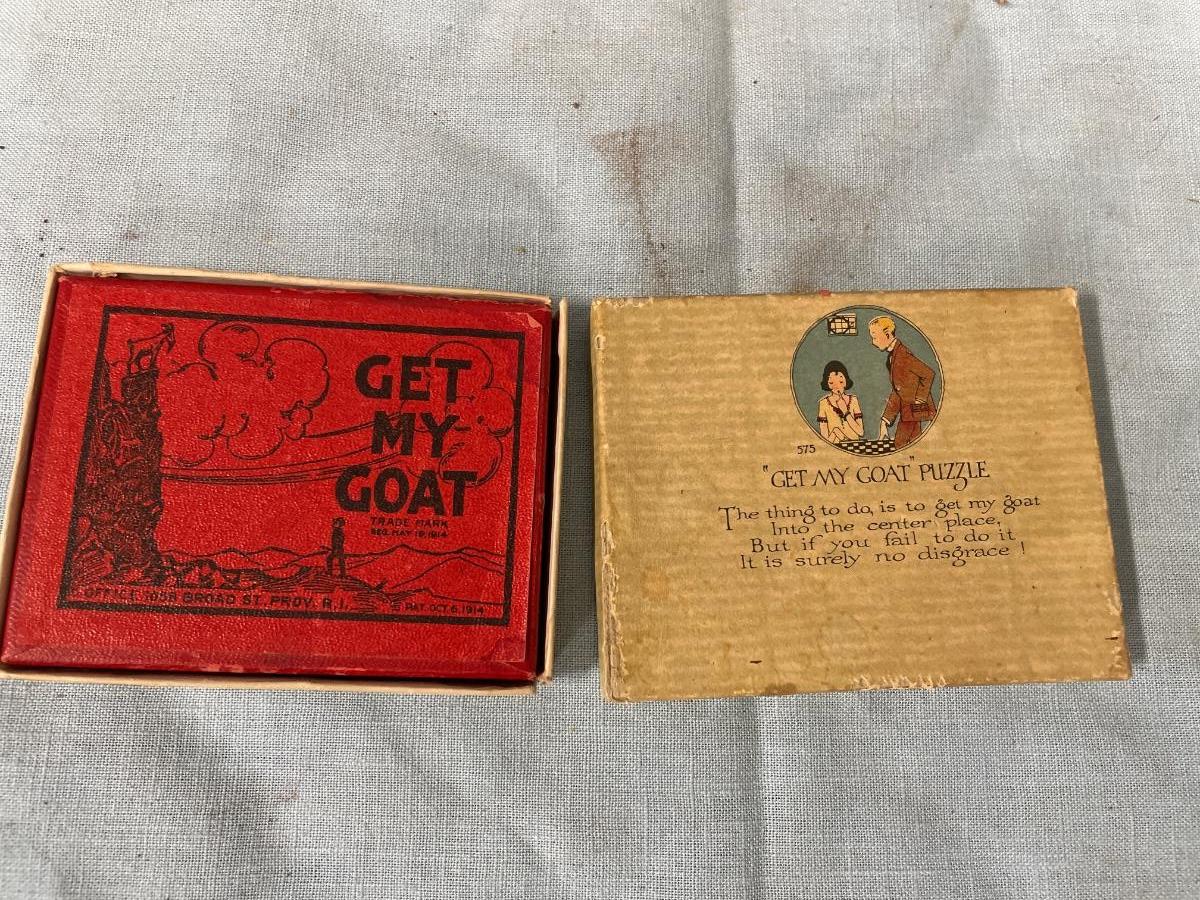 GET
MY
GOAT
TRADE MARK
REG. MAY 19, 1914
OFFICE 1058 BROAD ST. PROV. R.I.
PAT. OCT. 6, 1914
575
"GET MY GOAT" PUZZLE
The thing to do, is to get my goat
Into the center place,
But if you fail to do it
It is surely no disgrace!